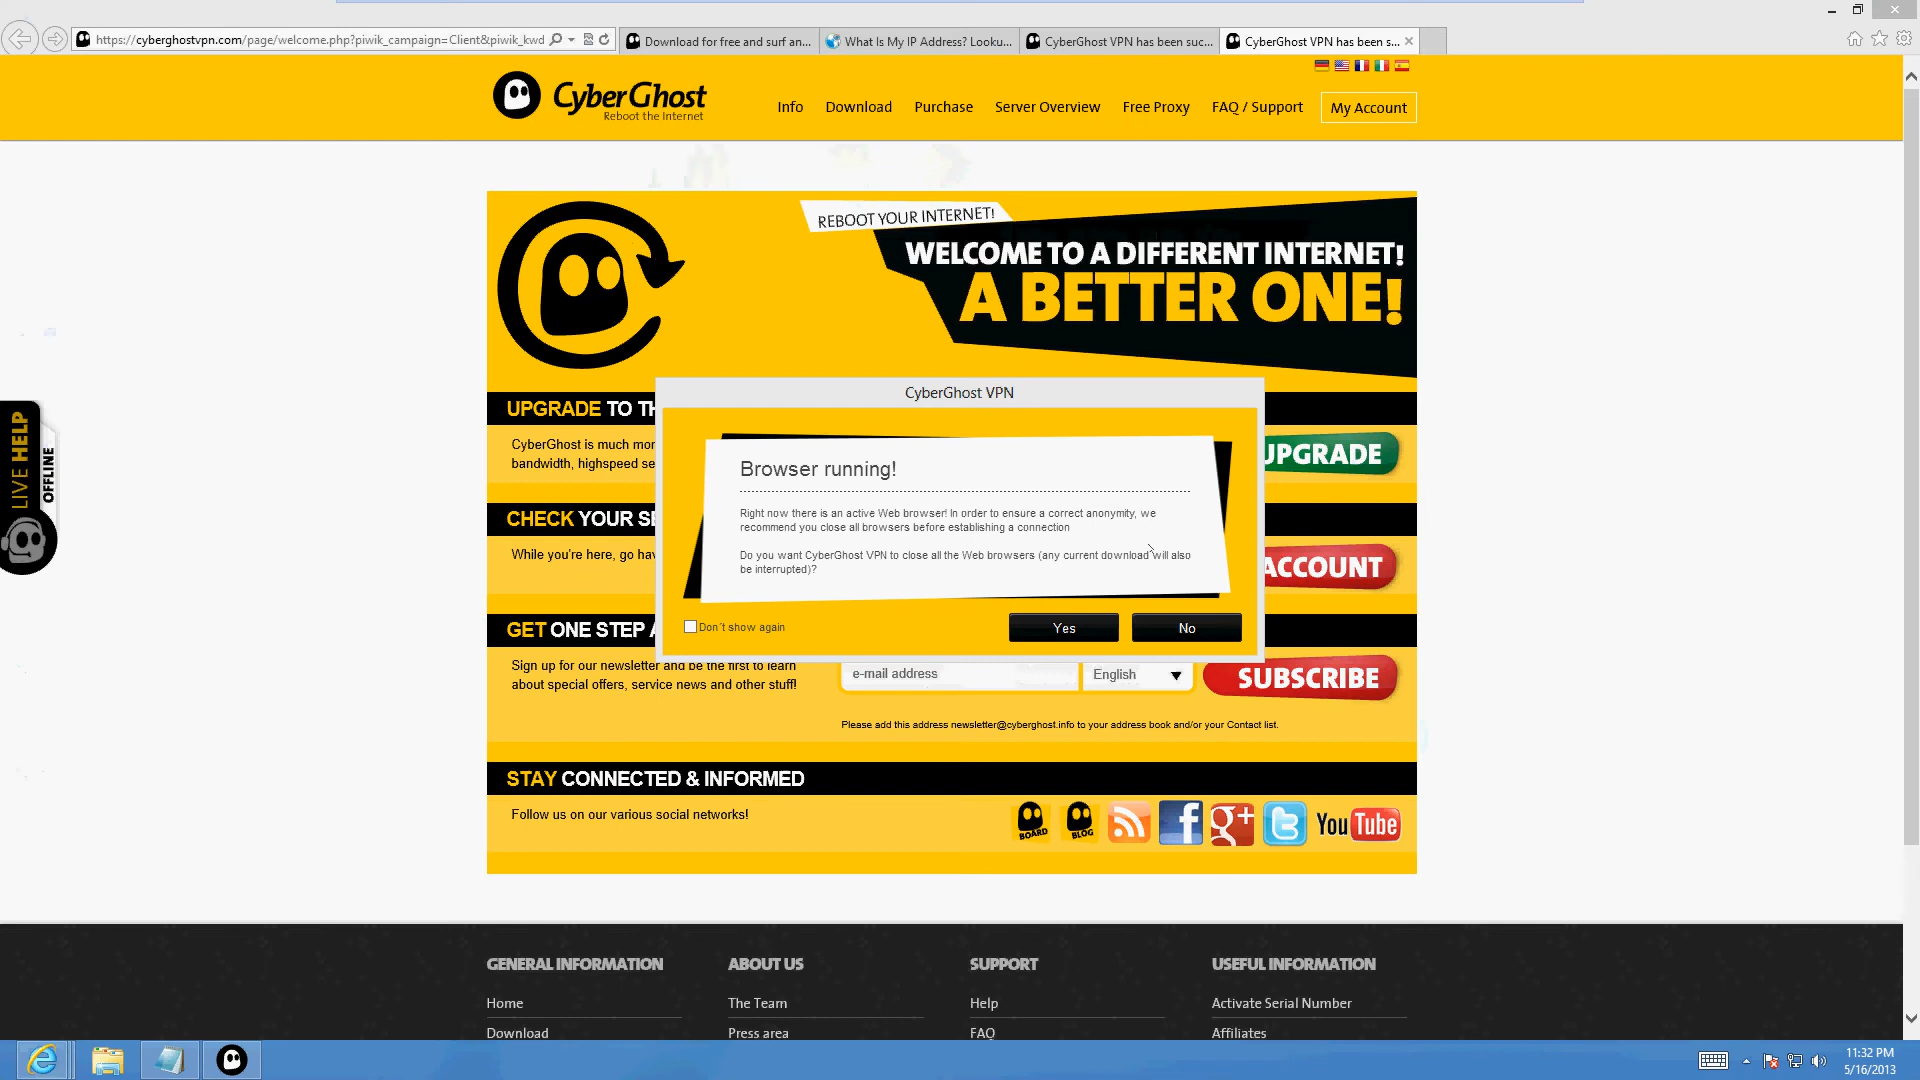 https://cyberghostvpn.com/page/welcome.php?piwik_campaign=Client&piwik_kwd
Download for free and surf an...
What Is My IP Address? Looku...
CyberGhost VPN has been suc...
CyberGhost VPN has been s...
CyberGhost
Reboot the Internet
Info
Download
Purchase
Server Overview
Free Proxy
FAQ / Support
My Account
REBOOT YOUR INTERNET!
WELCOME TO A DIFFERENT INTERNET!
A BETTER ONE!
LIVE HELP
OFFLINE
UPGRADE TO TH
CyberGhost is much mor
bandwidth, highspeed se
UPGRADE
CHECK YOUR SE
While you're here, go hav
ACCOUNT
CyberGhost VPN
Browser running!
Right now there is an active Web browser! In order to ensure a correct anonymity, we
recommend you close all browsers before establishing a connection
Do you want CyberGhost VPN to close all the Web browsers (any current download will also
be interrupted)?
Don´t show again
Yes
No
GET ONE STEP A
Sign up for our newsletter and be the first to learn
about special offers, service news and other stuff!
e-mail address
English
SUBSCRIBE
Please add this address newsletter@cyberghost.info to your address book and/or your Contact list.
STAY CONNECTED & INFORMED
Follow us on our various social networks!
BOARD
BLOG
f
g+
YouTube
GENERAL INFORMATION
ABOUT US
SUPPORT
USEFUL INFORMATION
Home
The Team
Help
Activate Serial Number
Download
Press area
FAQ
Affiliates
11:32 PM
5/16/2013